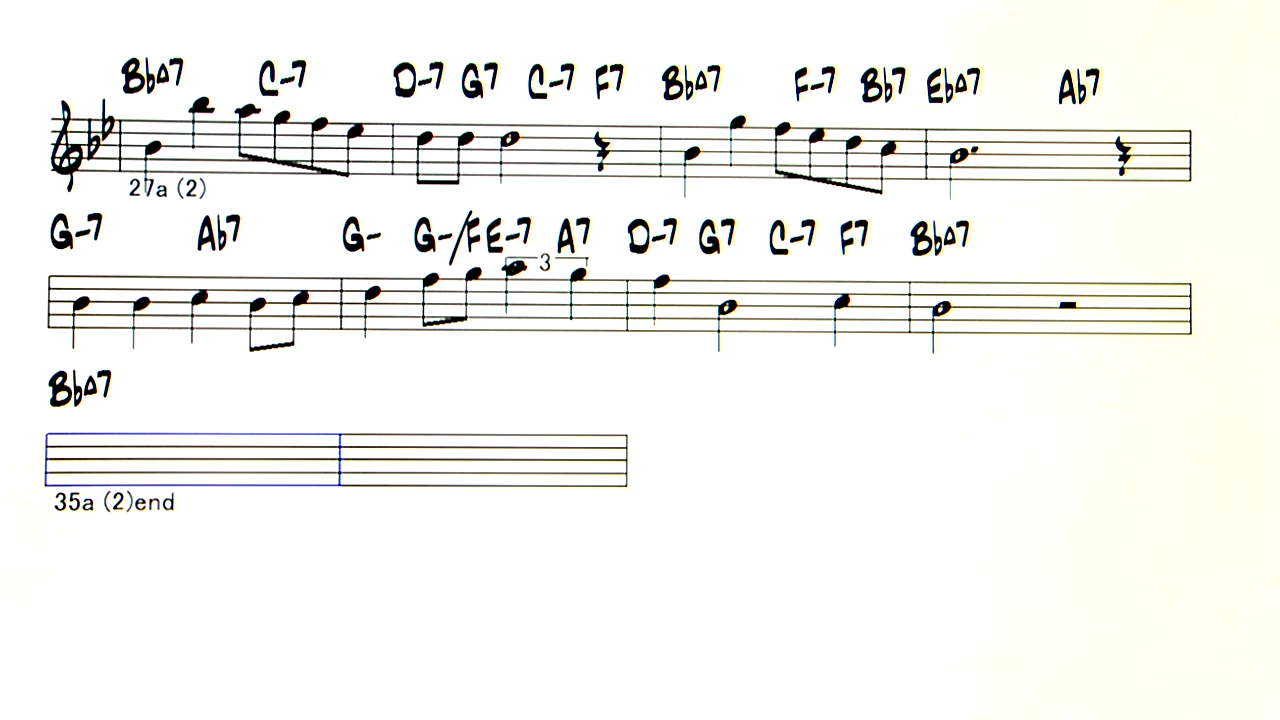 Bb△7 C-7 D-7 G7 C-7 F7 Bb△7 F-7 Bb7 Eb△7 Ab7
27a (2)
G-7 Ab7 G- G-/F E-7 A7 D-7 G7 C-7 F7 Bb△7
3
Bb△7
35a (2)end